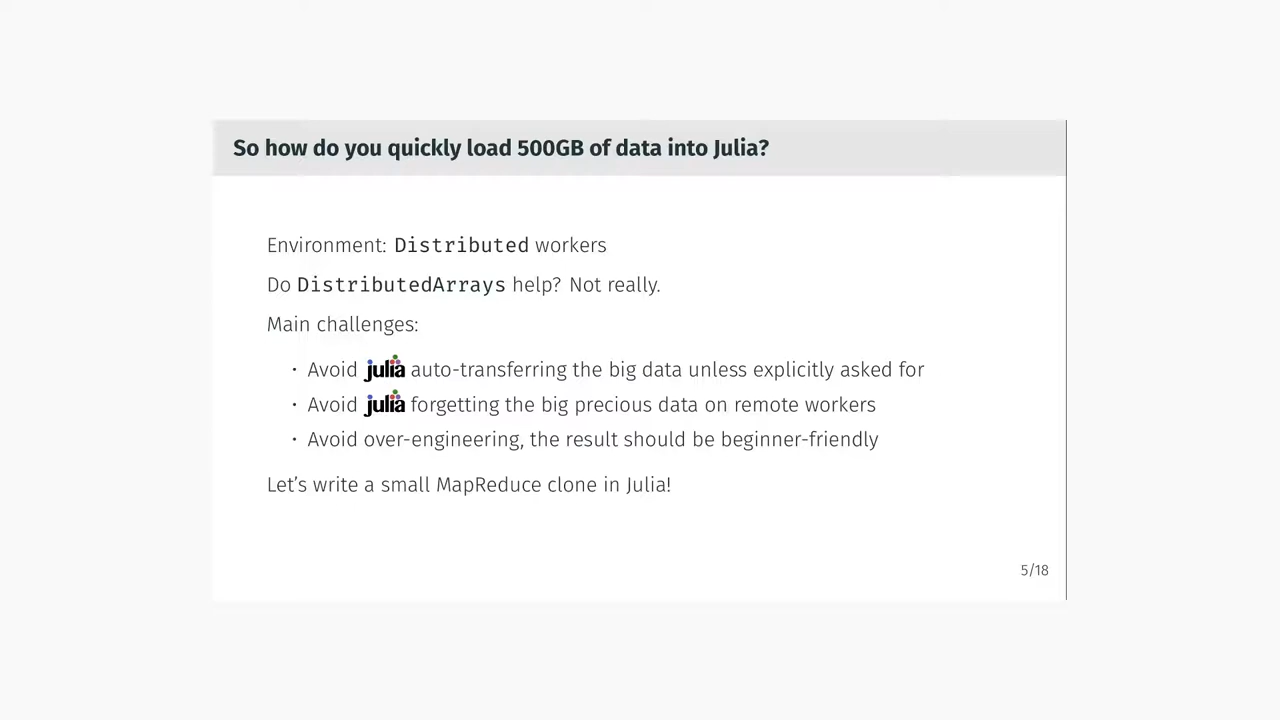 So how do you quickly load 500GB of data into Julia?
Environment: Distributed workers
Do DistributedArrays help? Not really.
Main challenges:
· Avoid julia auto-transferring the big data unless explicitly asked for
· Avoid julia forgetting the big precious data on remote workers
· Avoid over-engineering, the result should be beginner-friendly
Let's write a small MapReduce clone in Julia!
5/18